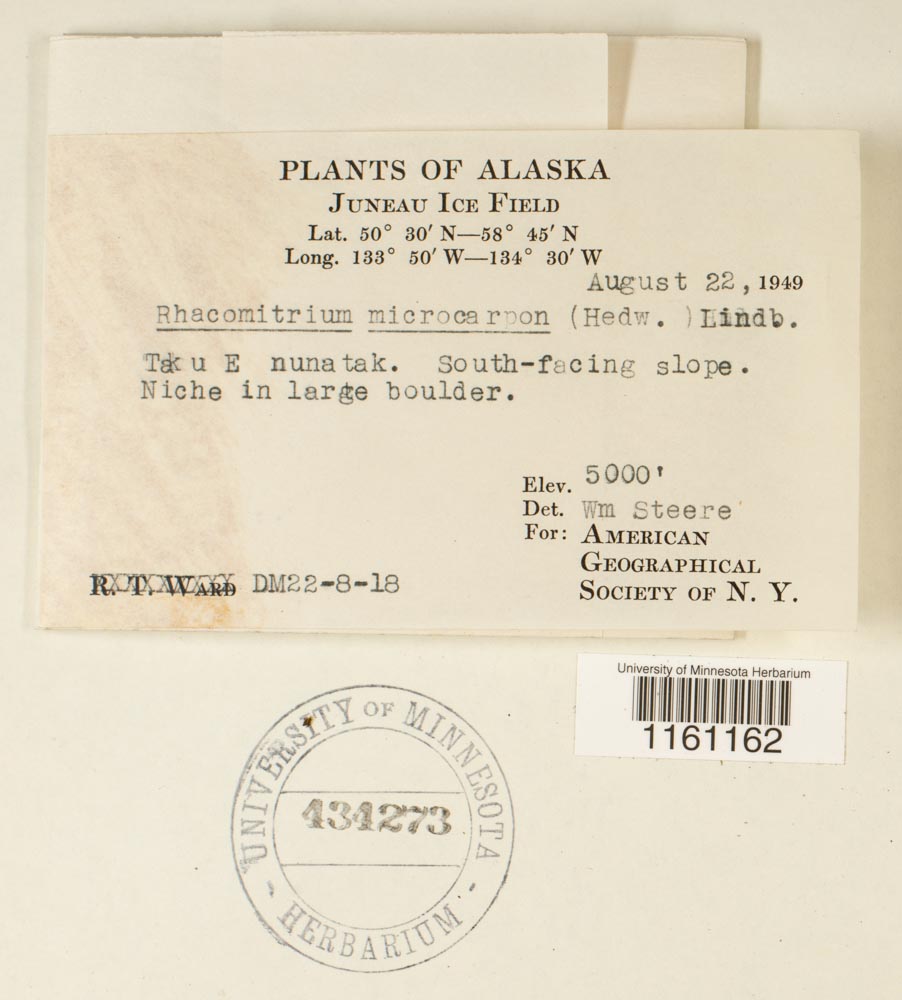 PLANTS OF ALASKA
JUNEAU ICE FIELD
Lat. 50° 30′ N—58° 45′ N
Long. 133° 50′ W—134° 30′ W
August 22, 1949
Rhacomitrium microcarpon (Hedw.) Lindb.
Taku E nunatak. South-facing slope.
Niche in large boulder.
Elev. 5000'
Det. Wm Steere
For: AMERICAN
GEOGRAPHICAL
SOCIETY OF N. Y.
R. T. WARD DM22-8-18
University of Minnesota Herbarium
1161162
UNIVERSITY OF MINNESOTA
434273
- HERBARIUM -